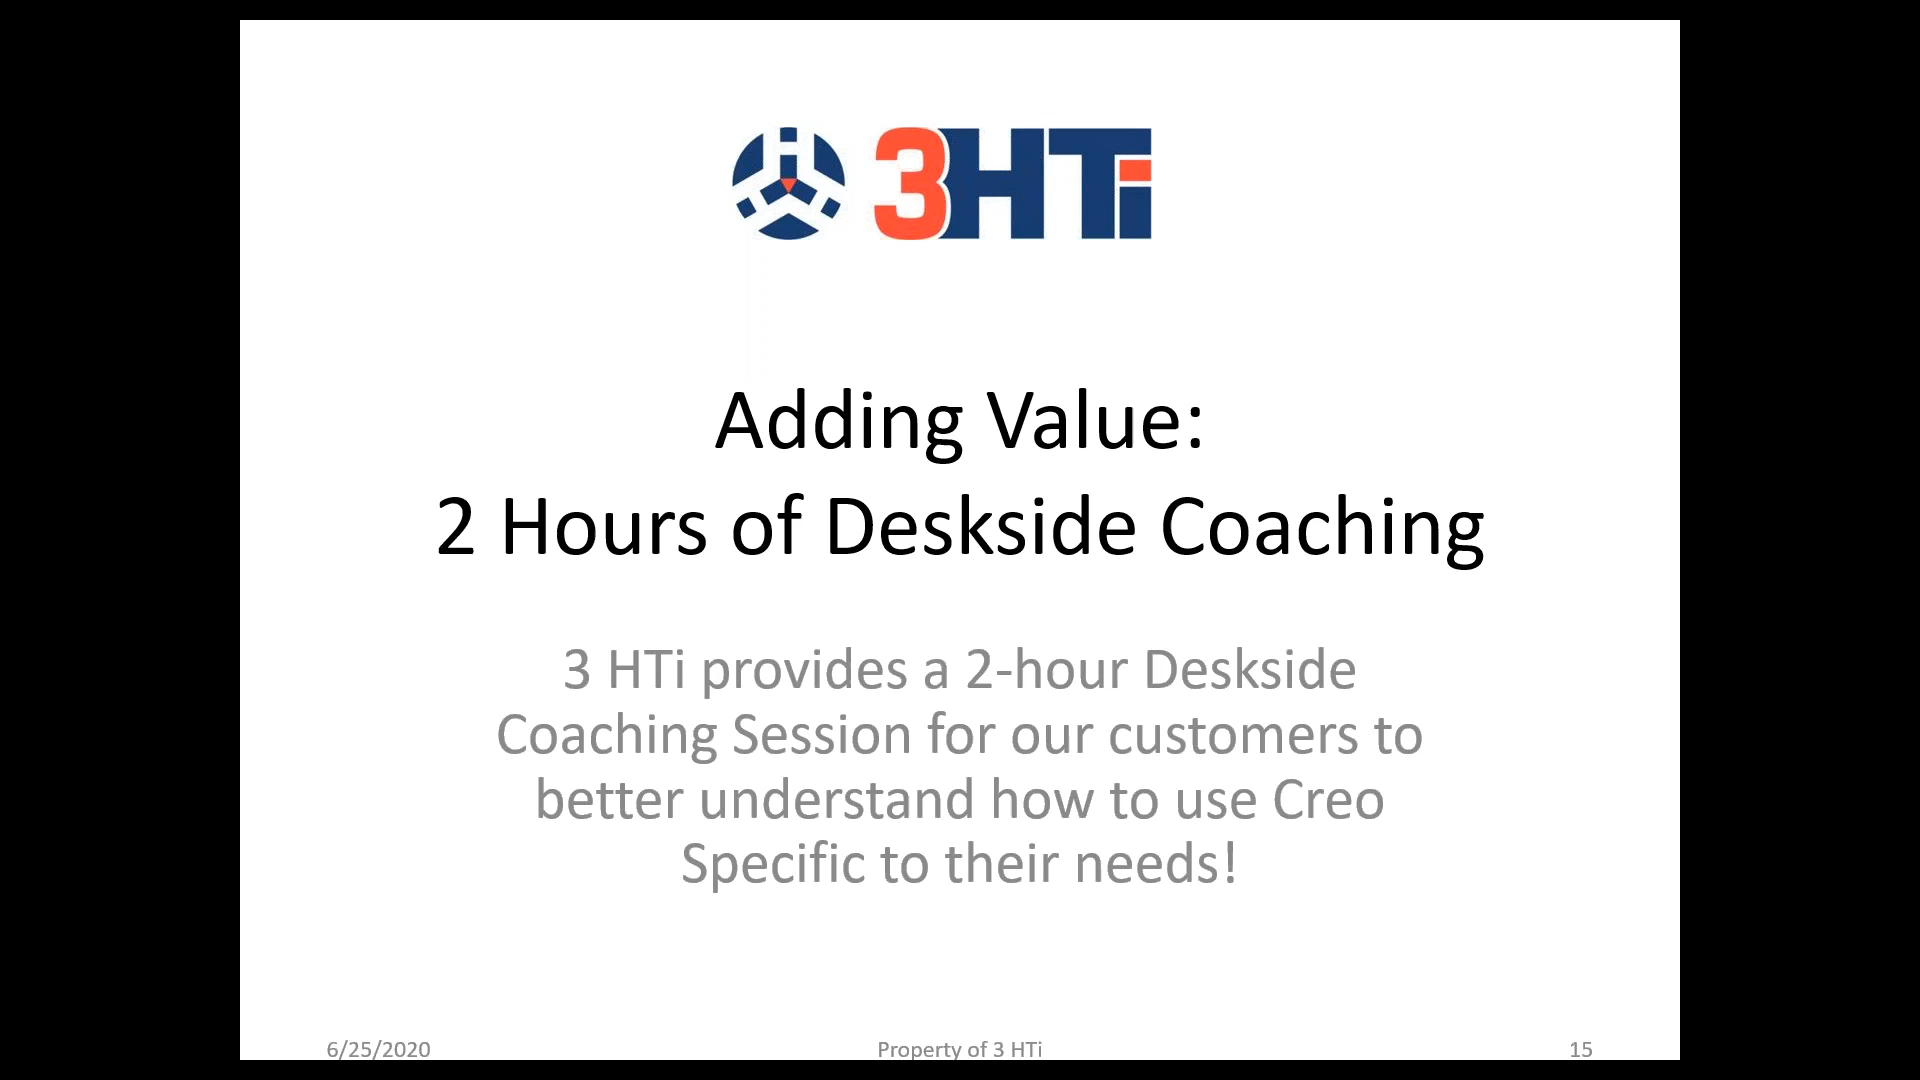 3HTi
Adding Value:
2 Hours of Deskside Coaching
3 HTi provides a 2-hour Deskside
Coaching Session for our customers to
better understand how to use Creo
Specific to their needs!
6/25/2020
Property of 3 HTi
15